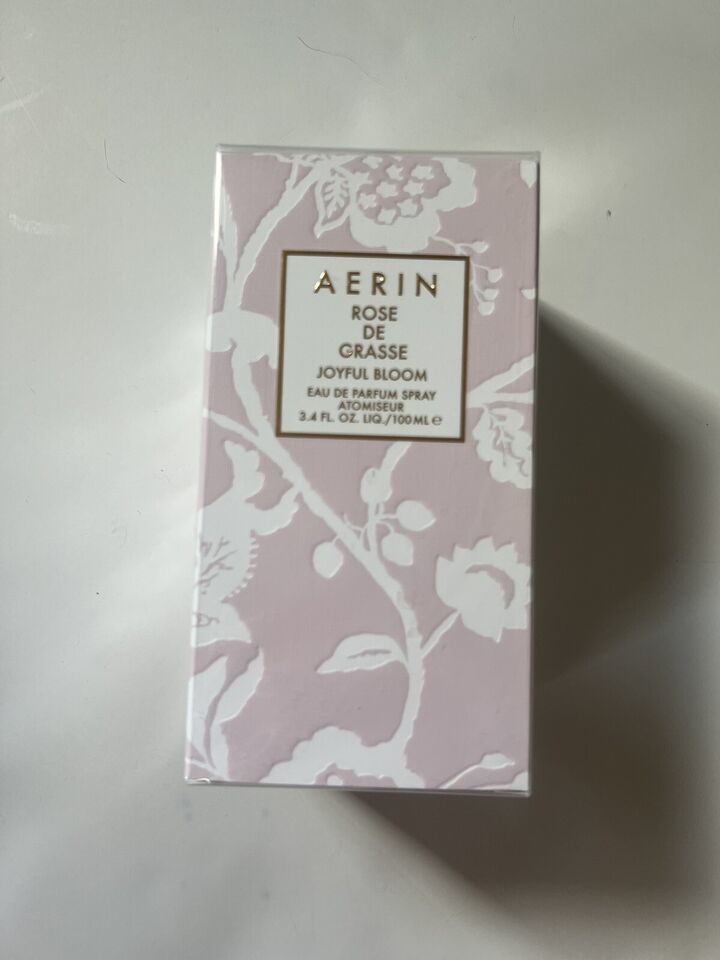 AERIN
ROSE
DE
GRASSE
JOYFUL BLOOM
EAU DE PARFUM SPRAY
ATOMISEUR
3.4 FL. OZ. LIQ./100 ML ℮